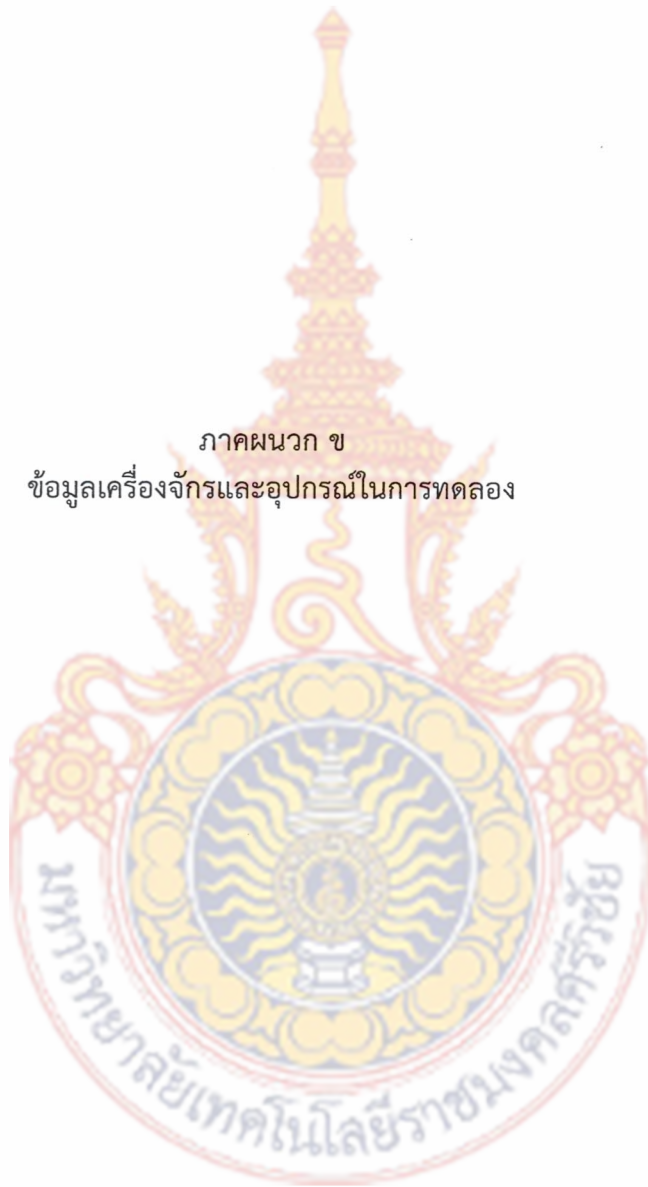 ภาคผนวก ข
ข้อมูลเครื่องจักรและอุปกรณ์ในการทดลอง
มหาวิทยาลัยเทคโนโลยีราชมงคลศรีวิชัย